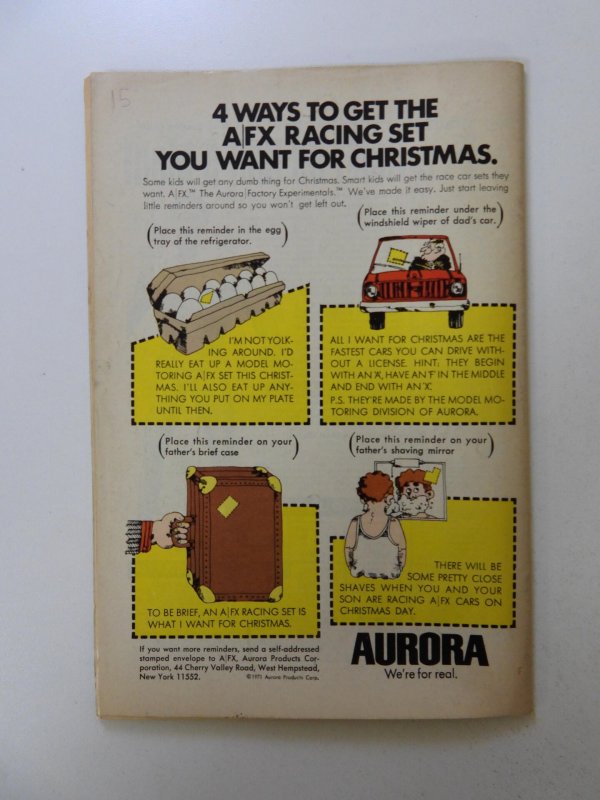 15
4 WAYS TO GET THE
A|FX RACING SET
YOU WANT FOR CHRISTMAS.
Some kids will get any dumb thing for Christmas. Smart kids will get the race car sets they
want. A|FX.™ The Aurora|Factory Experimentals.™ We've made it easy. Just start leaving
little reminders around so you won't get left out.
(Place this reminder in the egg
tray of the refrigerator.)
I'M NOT YOLK-
ING AROUND. I'D
REALLY EAT UP A MODEL MO-
TORING A|FX SET THIS CHRIST-
MAS. I'LL ALSO EAT UP ANY-
THING YOU PUT ON MY PLATE
UNTIL THEN.
(Place this reminder under the
windshield wiper of dad's car.)
ALL I WANT FOR CHRISTMAS ARE THE
FASTEST CARS YOU CAN DRIVE WITH-
OUT A LICENSE. HINT: THEY BEGIN
WITH AN 'A', HAVE AN 'F' IN THE MIDDLE
AND END WITH AN 'X'.
P.S. THEY'RE MADE BY THE MODEL MO-
TORING DIVISION OF AURORA.
(Place this reminder on your
father's brief case)
TO BE BRIEF, AN A|FX RACING SET IS
WHAT I WANT FOR CHRISTMAS.
(Place this reminder on your
father's shaving mirror)
THERE WILL BE
SOME PRETTY CLOSE
SHAVES WHEN YOU AND YOUR
SON ARE RACING A|FX CARS ON
CHRISTMAS DAY.
If you want more reminders, send a self-addressed
stamped envelope to A|FX, Aurora Products Cor-
poration, 44 Cherry Valley Road, West Hempstead,
New York 11552. ©1971 Aurora Products Corp.
AURORA
We're for real.